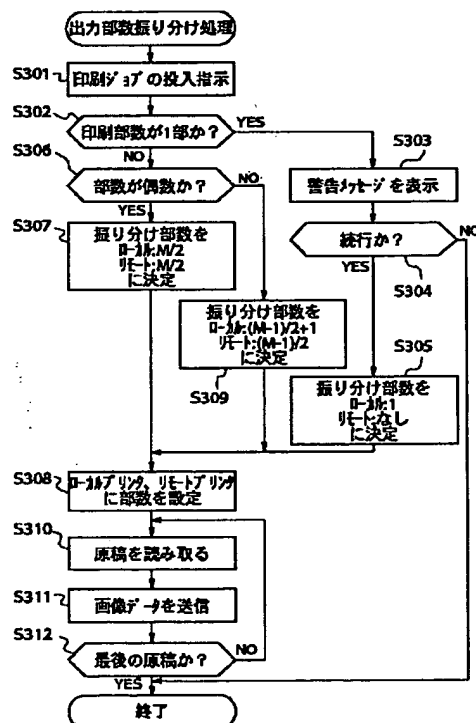 出力部数振り分け処理
S301
印刷ジョブの投入指示
S302
印刷部数が1部か?
YES
NO
S303
警告メッセージを表示
S306
部数が偶数か?
NO
YES
続行か?
NO
YES
S304
S307
振り分け部数を
ローカル:M/2
リモート:M/2
に決定
振り分け部数を
ローカル:(M-1)/2+1
リモート:(M-1)/2
に決定
S309
S305
振り分け部数を
ローカル:1
リモート:なし
に決定
S308
ローカルプリンタ、リモートプリンタ
に部数を設定
S310
原稿を読み取る
S311
画像データを送信
S312
最後の原稿か?
NO
YES
終了